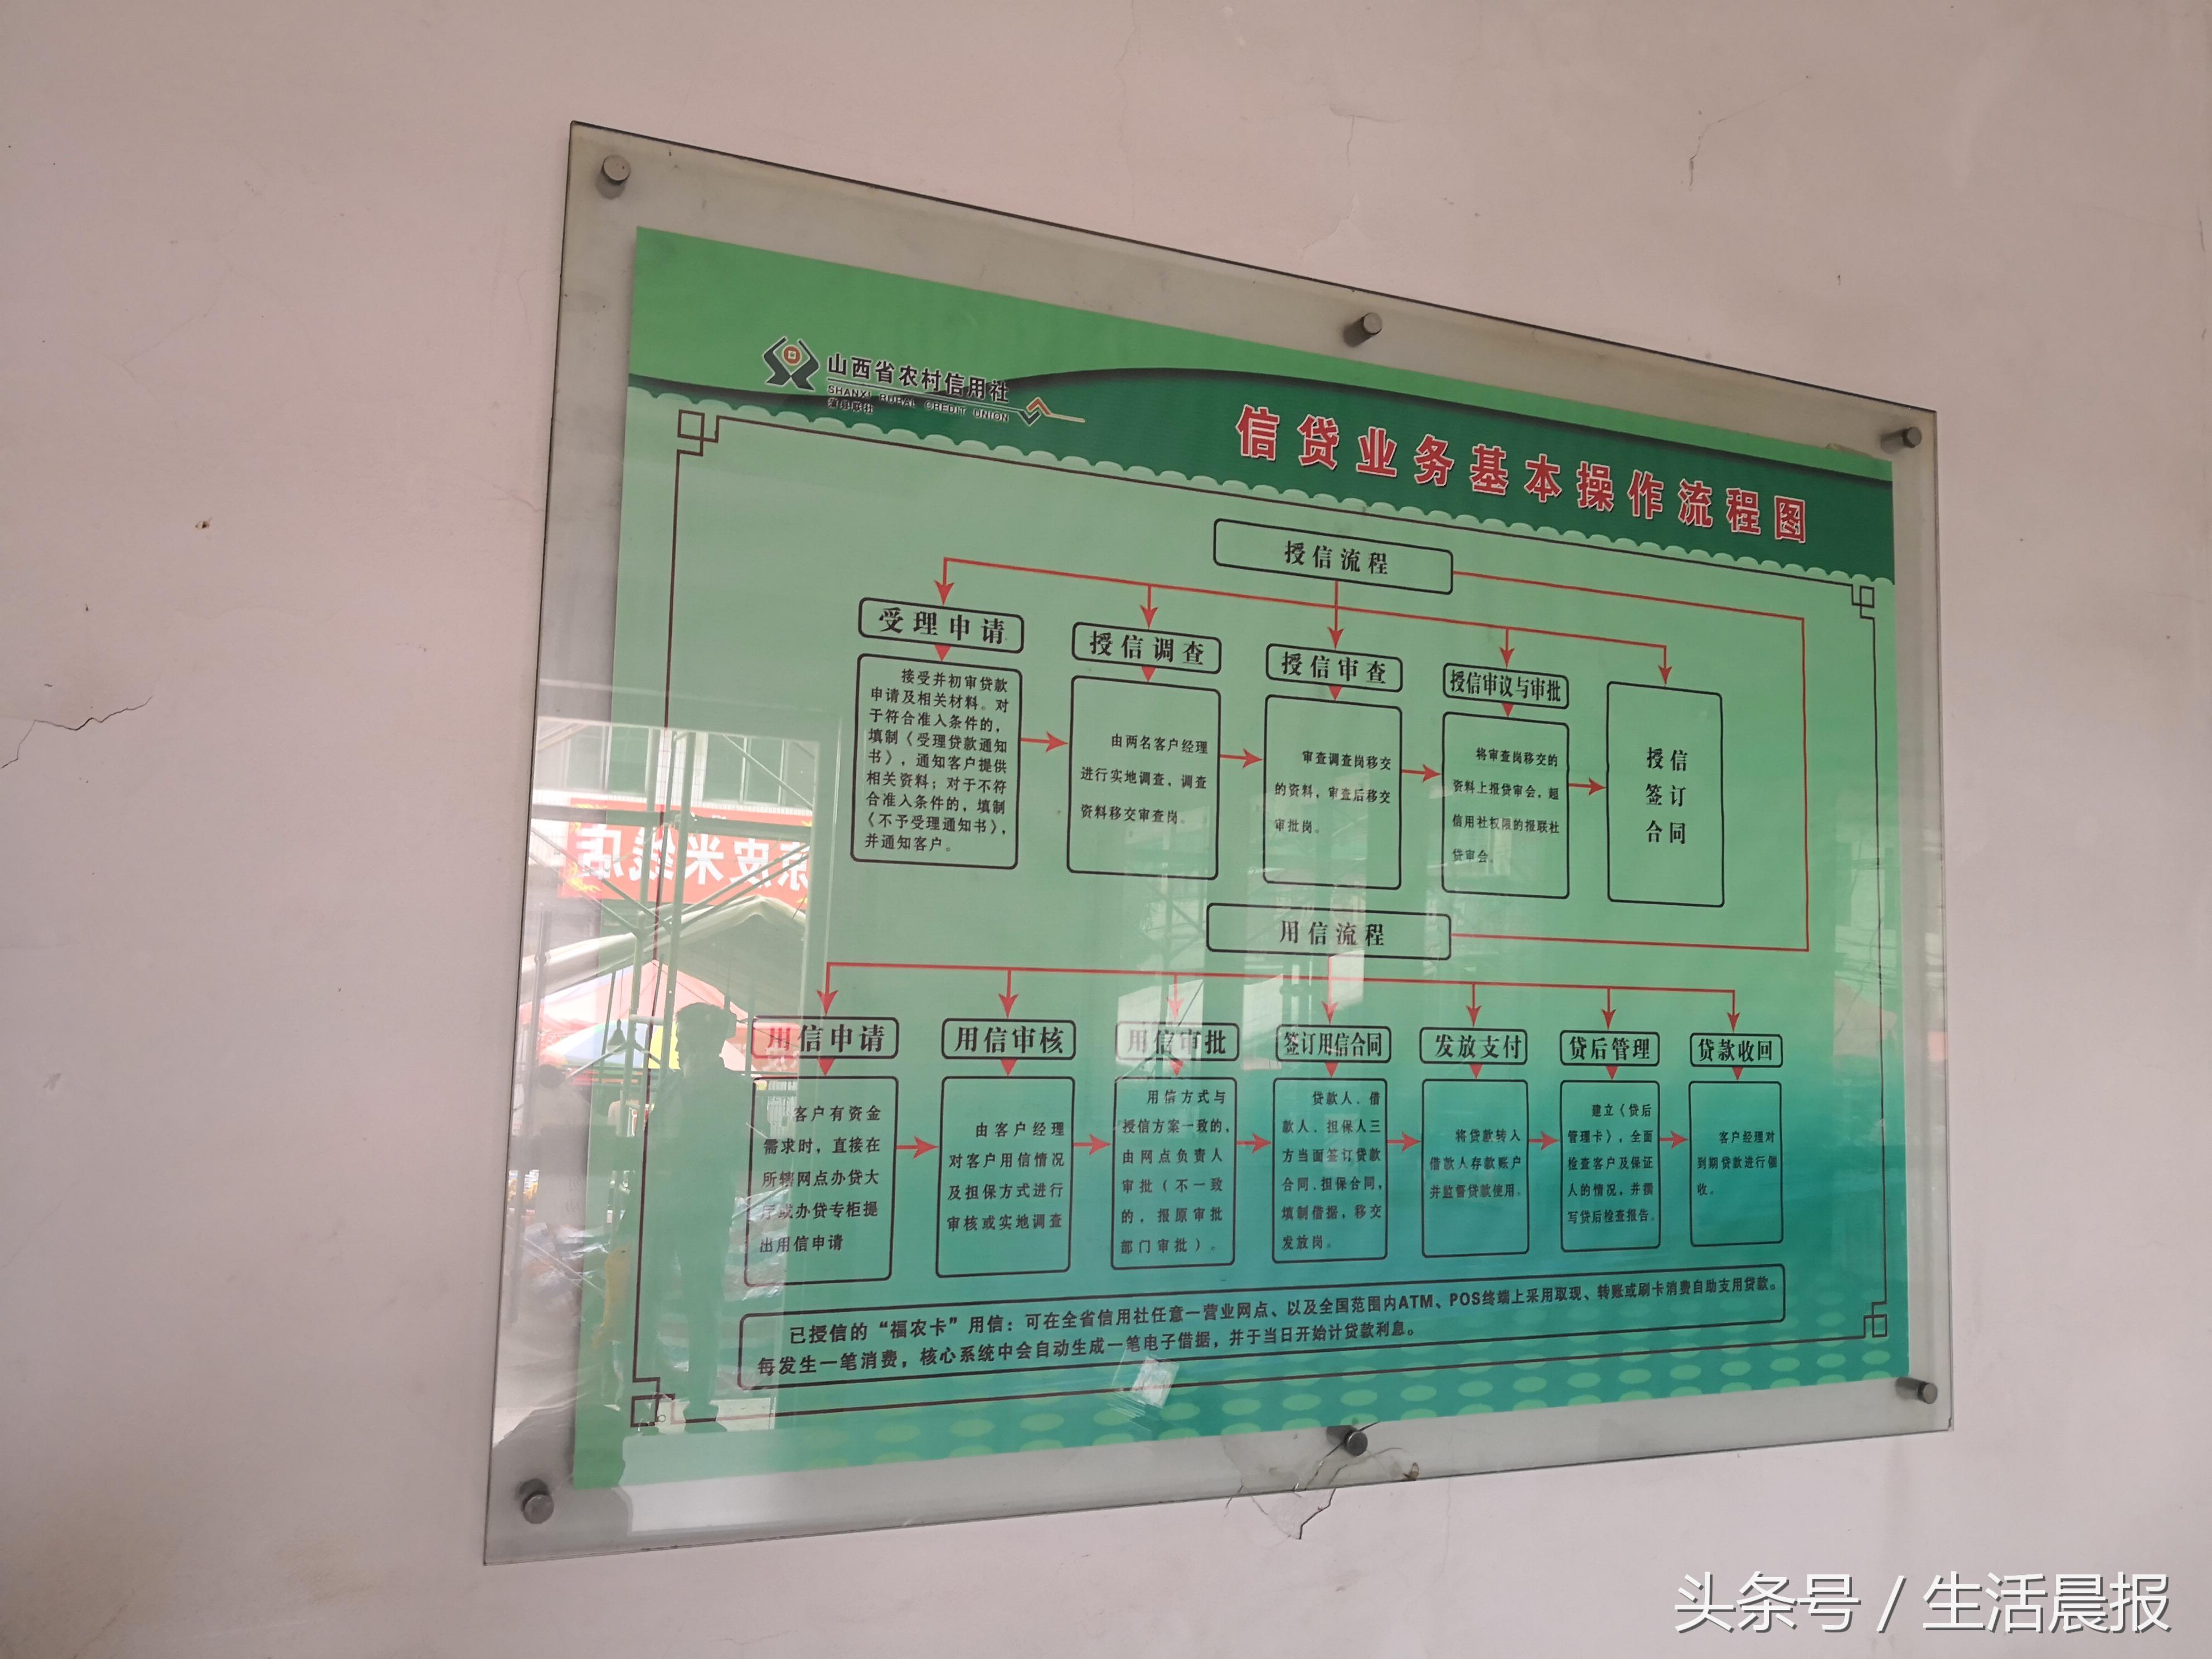 山西省农村信用社
SHANXI RURAL CREDIT UNION
蒲县联社
信贷业务基本操作流程图
授信流程
受理申请
接受并初审贷款
申请及相关材料。对
于符合准入条件的，
填制《受理贷款通知
书》，通知客户提供
相关资料；对于不符
合准入条件的，填制
《不予受理通知书》，
并通知客户。
授信调查
由两名客户经理
进行实地调查，调查
资料移交审查岗。
授信审查
审查调查岗移交
的资料，审查后移交
审批岗。
授信审议与审批
将审查岗移交的
资料上报贷审会，超
信用社权限的报联社
贷审会。
授信
签订
合同
用信流程
用信申请
客户有资金
需求时，直接在
所辖网点办贷大
厅或办贷专柜提
出用信申请
用信审核
由客户经理
对客户用信情况
及担保方式进行
审核或实地调查
用信审批
用信方式与
授信方案一致的，
由网点负责人
审批（不一致
的，报原审批
部门审批）。
签订用信合同
贷款人、借
款人、担保人三
方当面签订贷款
合同、担保合同，
填制借据，移交
发放岗。
发放支付
将贷款转入
借款人存款账户
并监督贷款使用。
贷后管理
建立《贷后
管理卡》，全面
检查客户及保证
人的情况，并撰
写贷后检查报告。
贷款收回
客户经理对
到期贷款进行催
收。
已授信的“福农卡”用信：可在全省信用社任意一营业网点、以及全国范围内ATM、POS终端上采用取现、转账或刷卡消费自助支用贷款。
每发生一笔消费，核心系统中会自动生成一笔电子借据，并于当日开始计贷款利息。
凉皮米线店
头条号 / 生活晨报